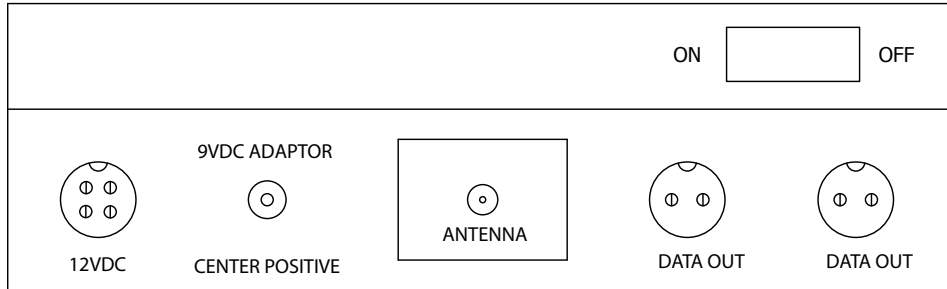 ON
OFF
9VDC ADAPTOR
ANTENNA
12VDC
CENTER POSITIVE
DATA OUT
DATA OUT